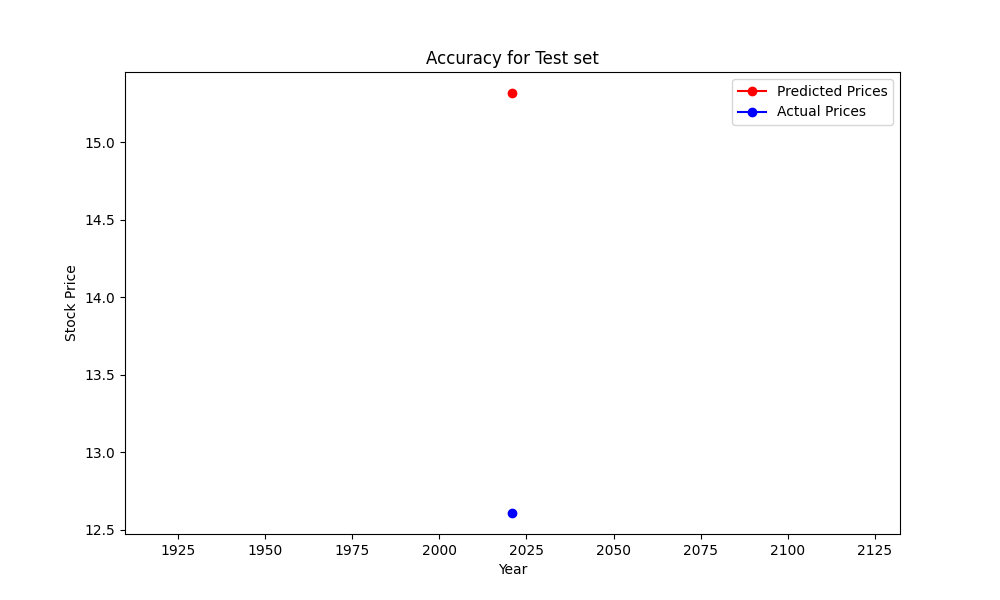 Accuracy for Test set
Predicted Prices
Actual Prices
15.0
14.5
14.0
13.5
13.0
12.5
Stock Price
1925 1950 1975 2000 2025 2050 2075 2100 2125
Year